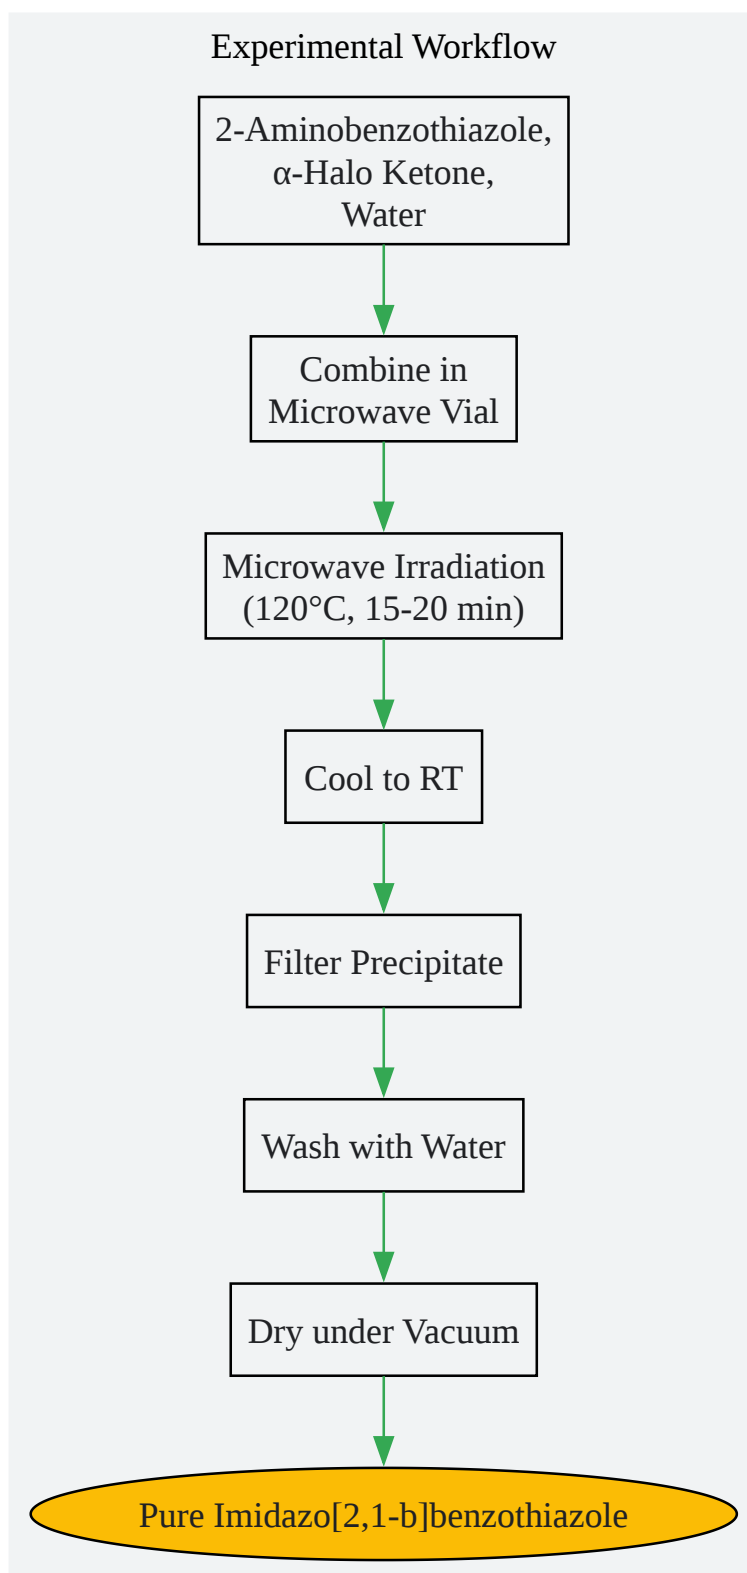 Experimental Workflow
2-Aminobenzothiazole,
α-Halo Ketone,
Water
Combine in
Microwave Vial
Microwave Irradiation
(120°C, 15-20 min)
Cool to RT
Filter Precipitate
Wash with Water
Dry under Vacuum
Pure Imidazo[2,1-b]benzothiazole